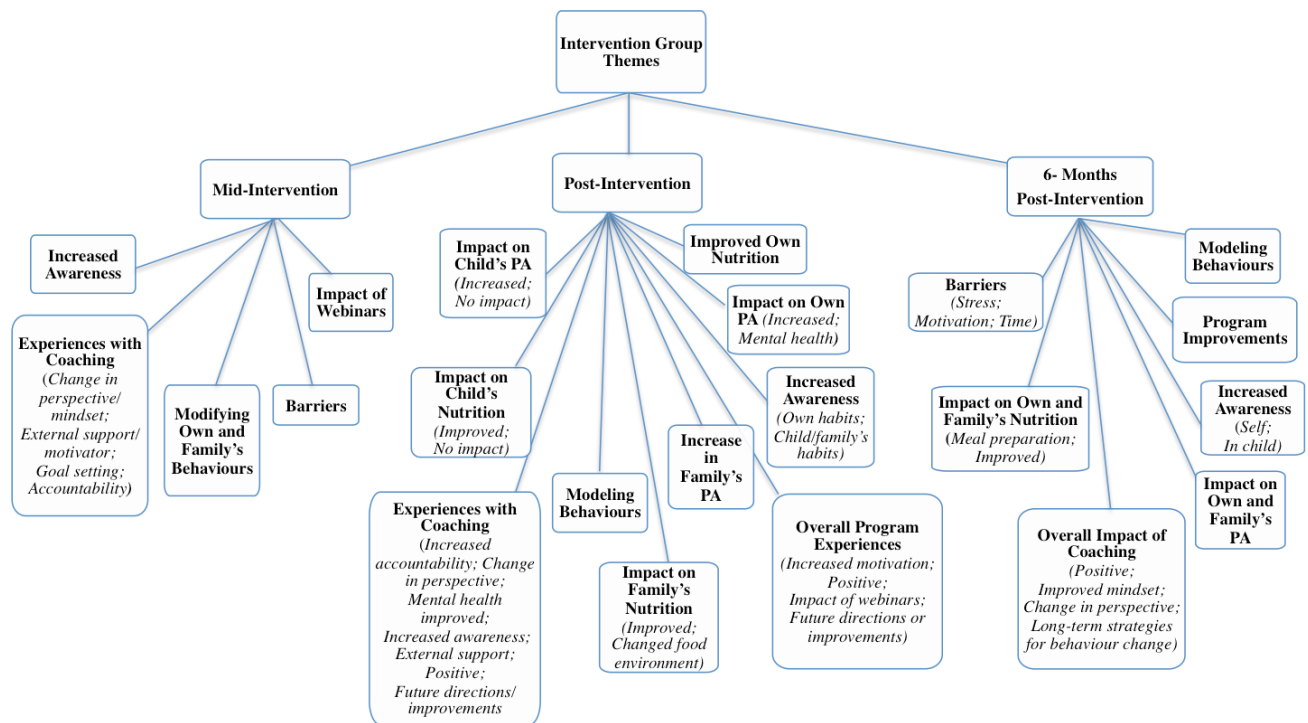 Intervention Group
Themes
Mid-Intervention
Post-Intervention
6- Months
Post-Intervention
Increased
Awareness
Experiences with
Coaching
(Change in
perspective/
mindset;
External support/
motivator;
Goal setting;
Accountability)
Modifying
Own and
Family’s
Behaviours
Barriers
Impact of
Webinars
Impact on
Child’s PA
(Increased;
No impact)
Impact on
Child’s
Nutrition
(Improved;
No impact)
Experiences with
Coaching
(Increased
accountability; Change
in perspective;
Mental health
improved;
Increased awareness;
External support;
Positive;
Future directions/
improvements
Modeling
Behaviours
Impact on
Family’s
Nutrition
(Improved;
Changed food
environment)
Increase
in
Family’s
PA
Overall Program
Experiences
(Increased motivation;
Positive;
Impact of webinars;
Future directions or
improvements)
Increased
Awareness
(Own habits;
Child/family’s
habits)
Impact on Own
PA (Increased;
Mental health)
Improved Own
Nutrition
Barriers
(Stress;
Motivation; Time)
Impact on Own and
Family’s Nutrition
(Meal preparation;
Improved)
Overall Impact of
Coaching
(Positive;
Improved mindset;
Change in perspective;
Long-term strategies
for behaviour change)
Impact on
Own and
Family’s
PA
Increased
Awareness
(Self;
In child)
Program
Improvements
Modeling
Behaviours